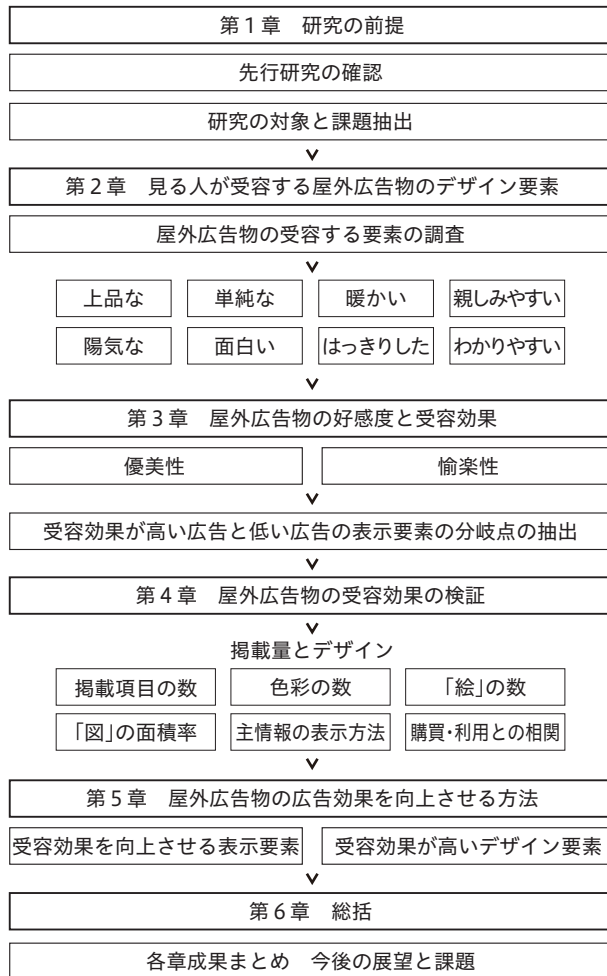 第１章　研究の前提
先行研究の確認
研究の対象と課題抽出
第２章　見る人が受容する屋外広告物のデザイン要素
屋外広告物の受容する要素の調査
上品な　単純な　暖かい　親しみやすい
陽気な　面白い　はっきりした　わかりやすい
第３章　屋外広告物の好感度と受容効果
優美性　愉楽性
受容効果が高い広告と低い広告の表示要素の分岐点の抽出
第４章　屋外広告物の受容効果の検証
掲載量とデザイン
掲載項目の数　色彩の数　「絵」の数
「図」の面積率　主情報の表示方法　購買・利用との相関
第５章　屋外広告物の広告効果を向上させる方法
受容効果を向上させる表示要素　受容効果が高いデザイン要素
第６章　総括
各章成果まとめ　今後の展望と課題